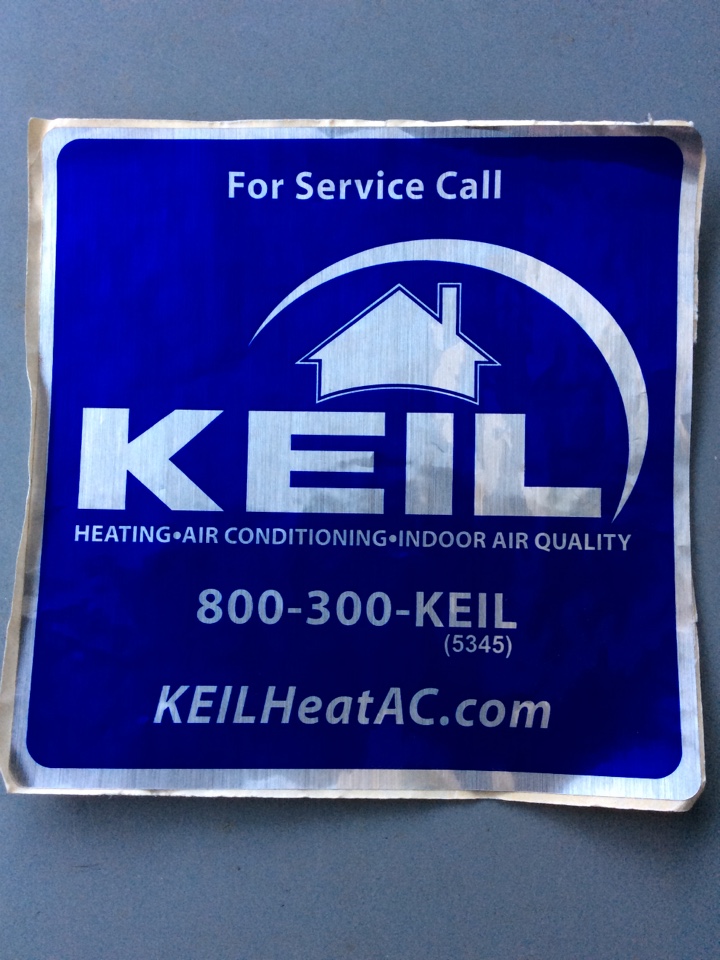 For Service Call
KEIL
HEATING•AIR CONDITIONING•INDOOR AIR QUALITY
800-300-KEIL
(5345)
KEILHeatAC.com